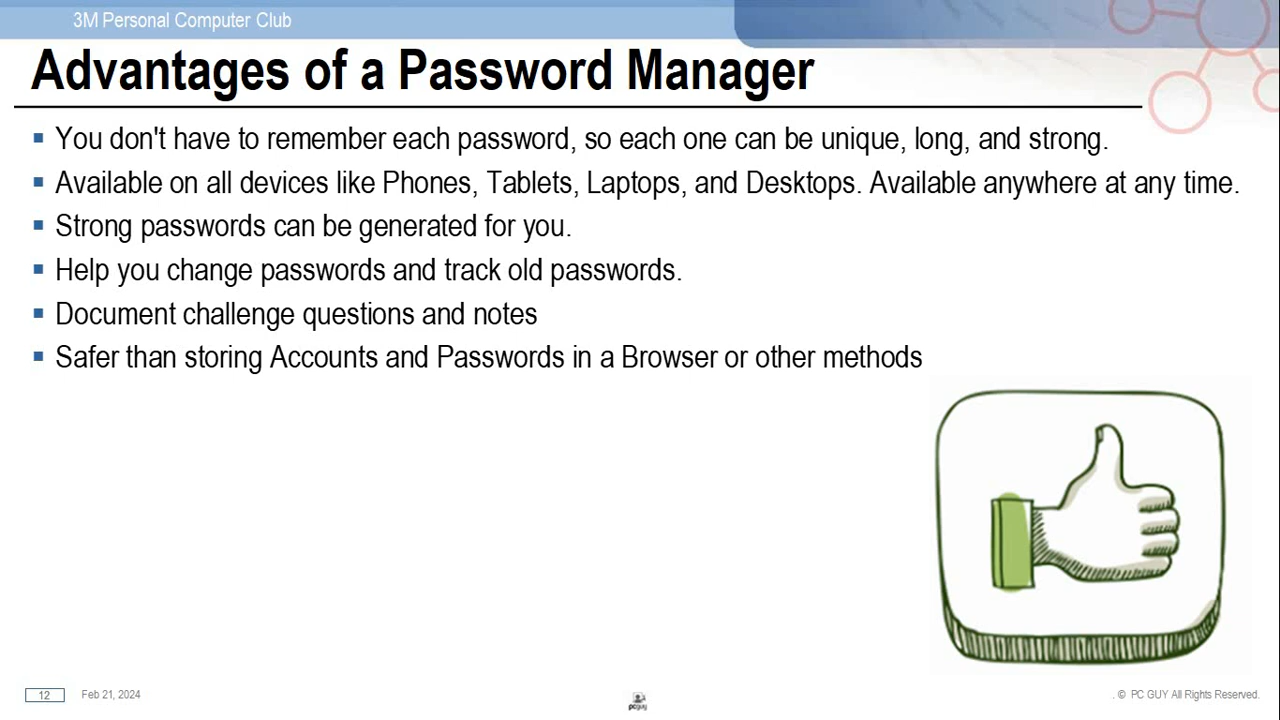 3M Personal Computer Club
Advantages of a Password Manager
You don't have to remember each password, so each one can be unique, long, and strong.
Available on all devices like Phones, Tablets, Laptops, and Desktops. Available anywhere at any time.
Strong passwords can be generated for you.
Help you change passwords and track old passwords.
Document challenge questions and notes
Safer than storing Accounts and Passwords in a Browser or other methods
12
Feb 21, 2024
. © PC GUY All Rights Reserved.